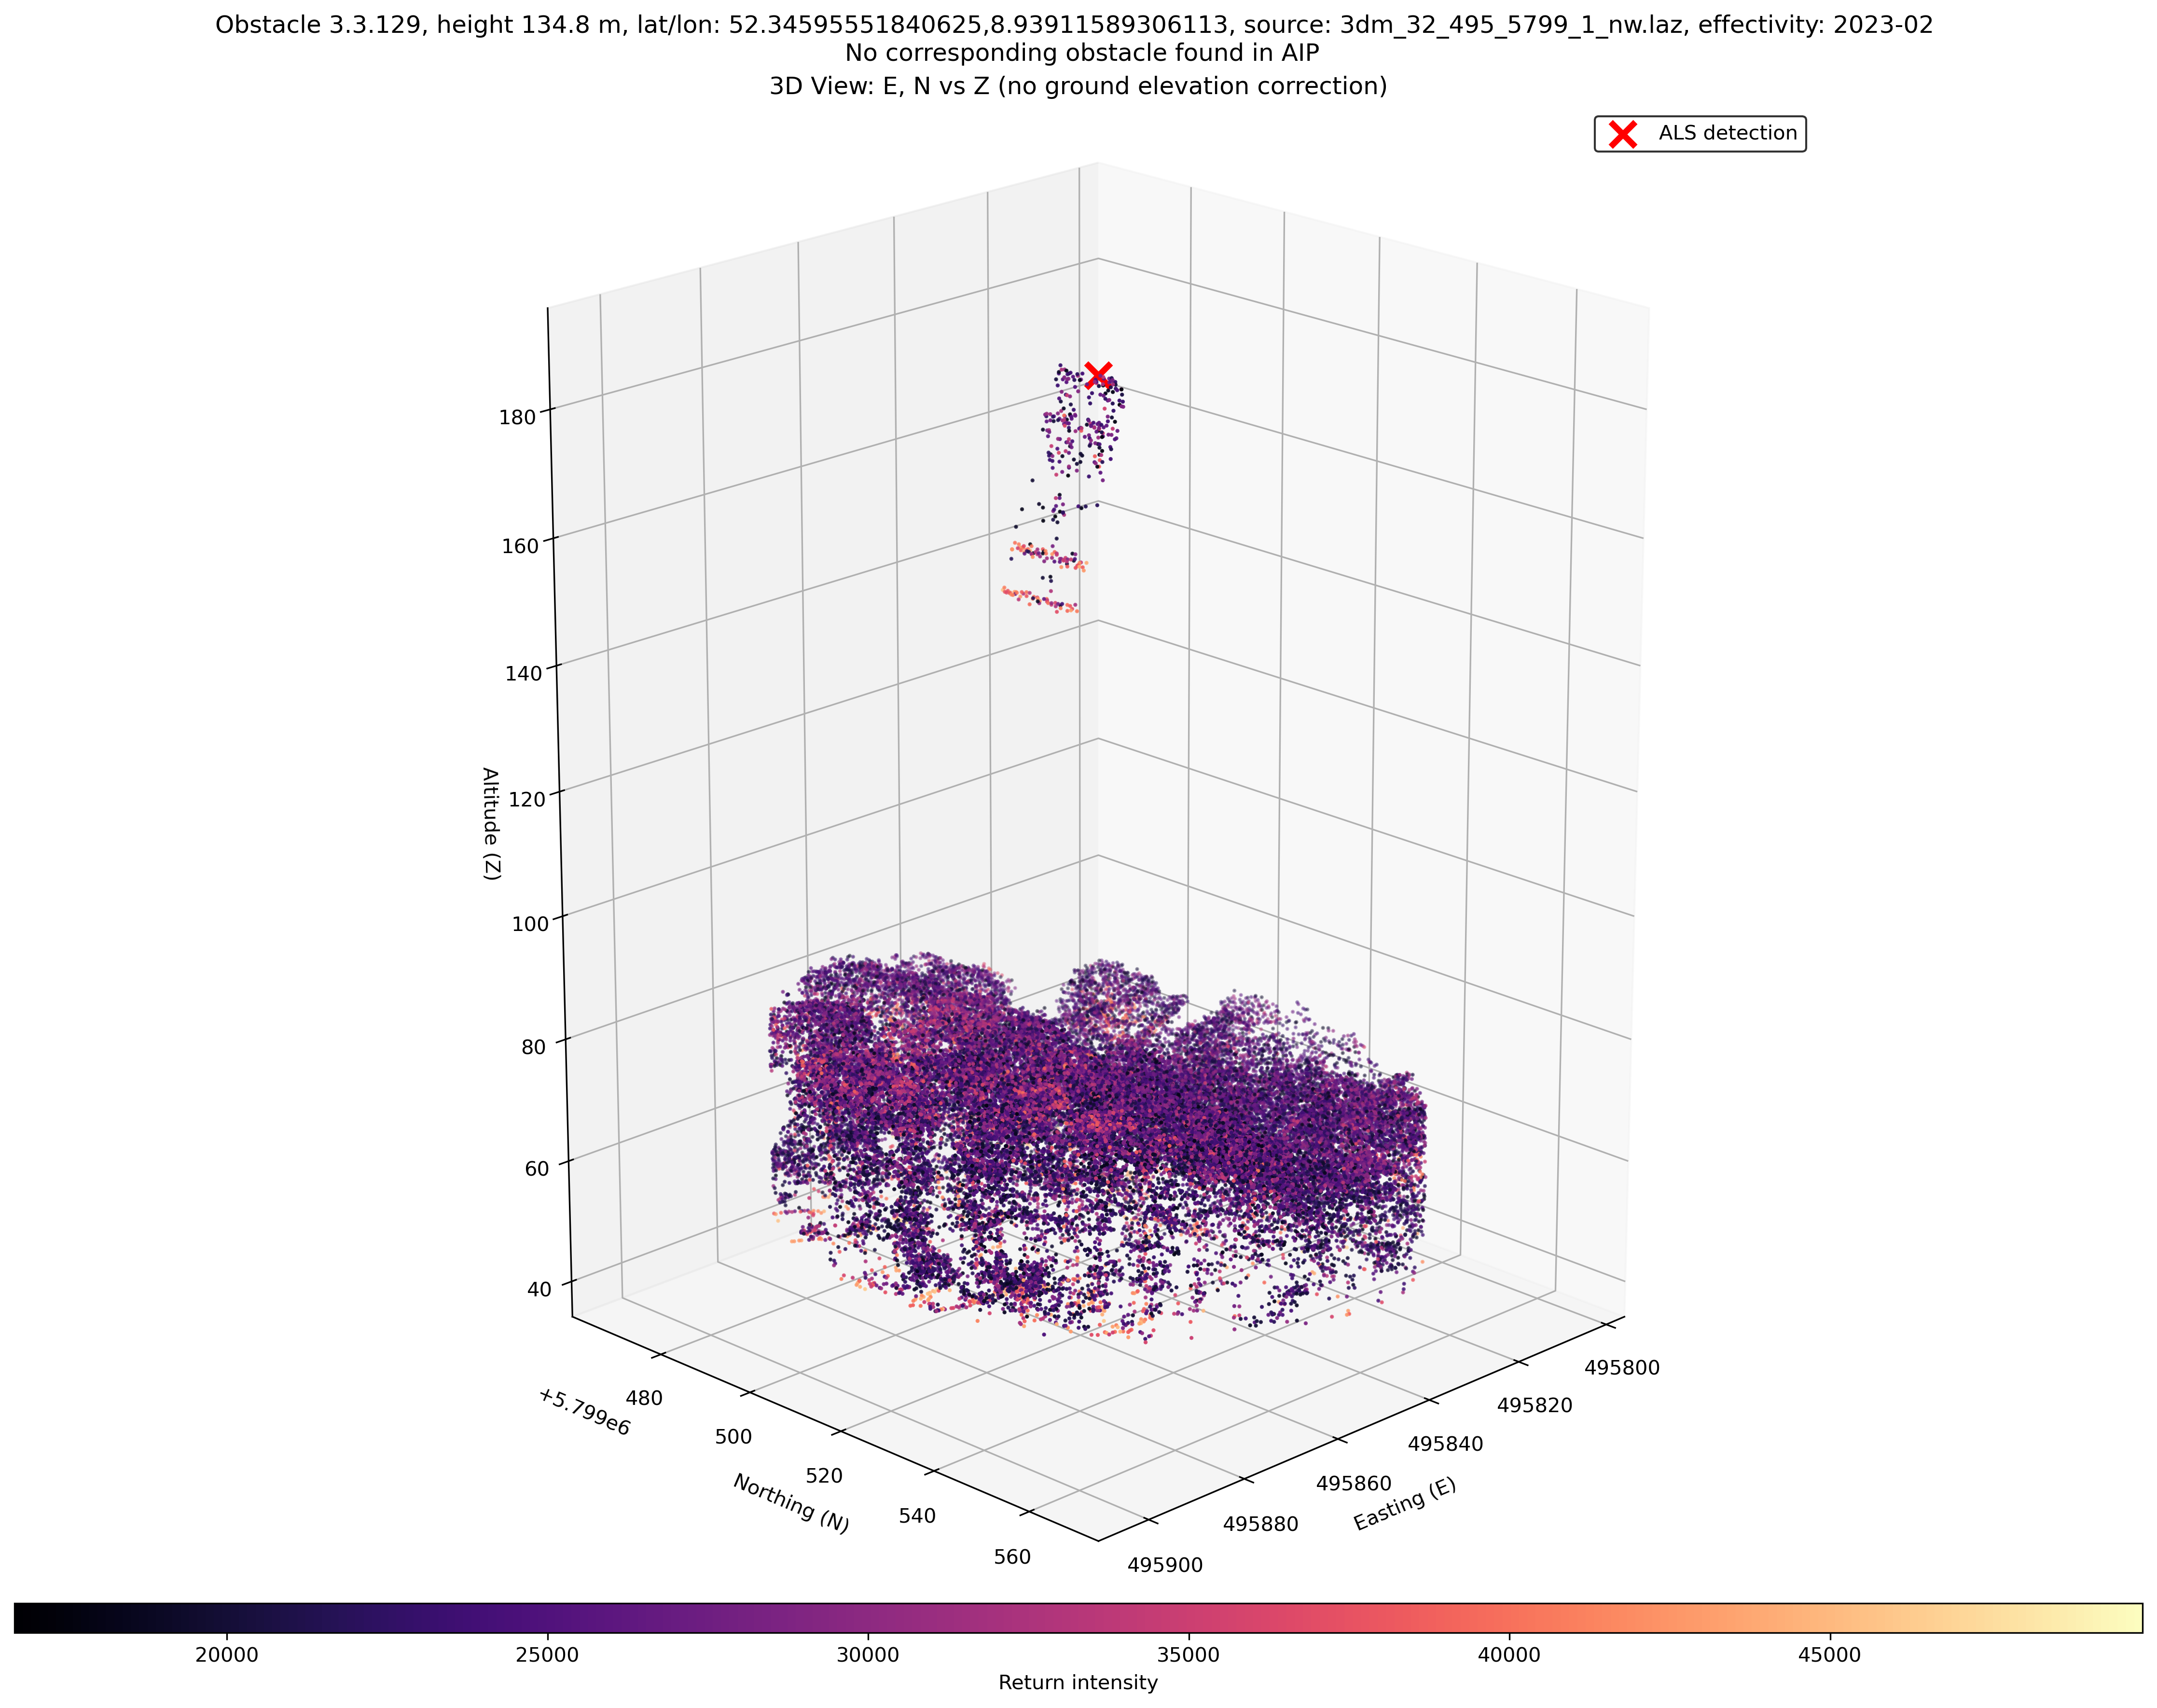 Obstacle 3.3.129, height 134.8 m, lat/lon: 52.34595551840625,8.93911589306113, source: 3dm_32_495_5799_1_nw.laz, effectivity: 2023-02
No corresponding obstacle found in AIP
3D View: E, N vs Z (no ground elevation correction)
ALS detection
180
160
140
120
100
80
60
40
Altitude (Z)
+5.799e6
480
500
520
540
560
Northing (N)
495800
495820
495840
495860
495880
495900
Easting (E)
20000
25000
30000
35000
40000
45000
Return intensity